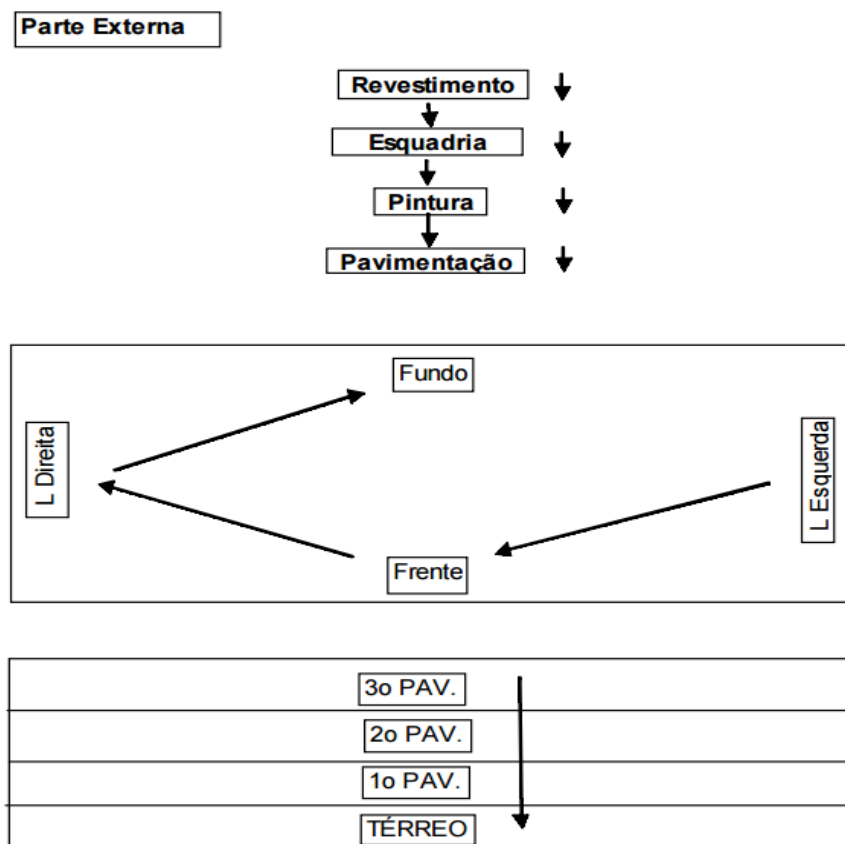 Parte Externa
Revestimento
Esquadria
Pintura
Pavimentação
Fundo
L Direita
L Esquerda
Frente
3o PAV.
2o PAV.
1o PAV.
TÉRREO